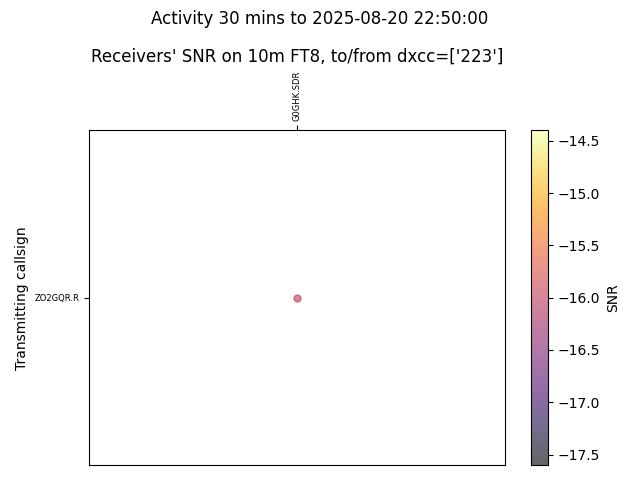 Activity 30 mins to 2025-08-20 22:50:00
Receivers' SNR on 10m FT8, to/from dxcc=['223']
G0GHK.SDR
Transmitting callsign
ZO2GQR.R
−14.5
−15.0
−15.5
−16.0
−16.5
−17.0
−17.5
SNR